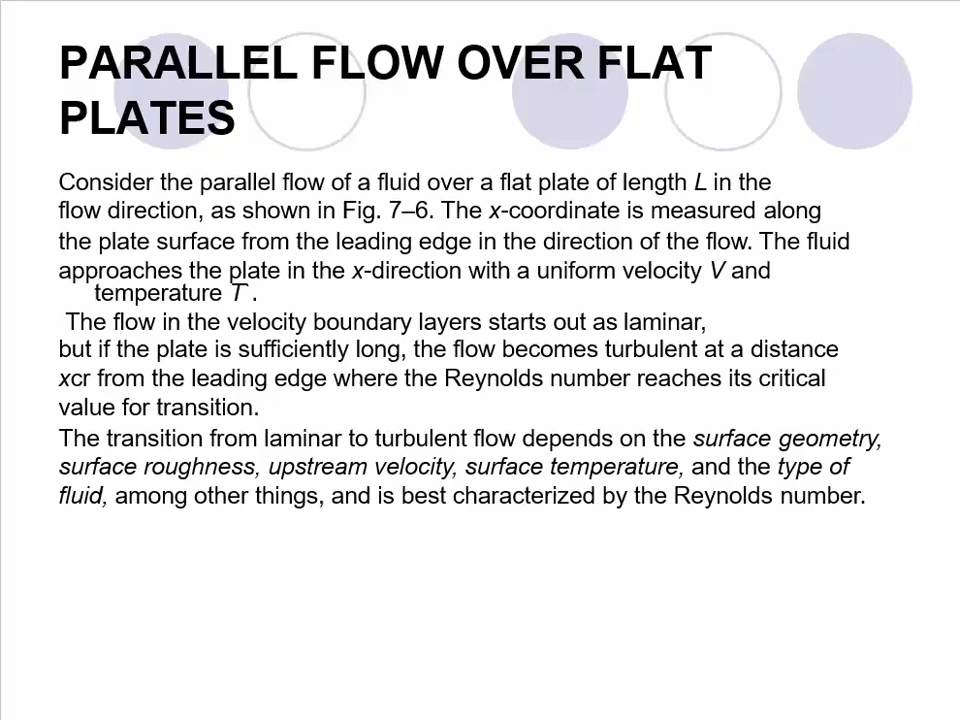 PARALLEL FLOW OVER FLAT
PLATES
Consider the parallel flow of a fluid over a flat plate of length L in the
flow direction, as shown in Fig. 7–6. The x-coordinate is measured along
the plate surface from the leading edge in the direction of the flow. The fluid
approaches the plate in the x-direction with a uniform velocity V and
temperature T .
The flow in the velocity boundary layers starts out as laminar,
but if the plate is sufficiently long, the flow becomes turbulent at a distance
xcr from the leading edge where the Reynolds number reaches its critical
value for transition.
The transition from laminar to turbulent flow depends on the surface geometry,
surface roughness, upstream velocity, surface temperature, and the type of
fluid, among other things, and is best characterized by the Reynolds number.